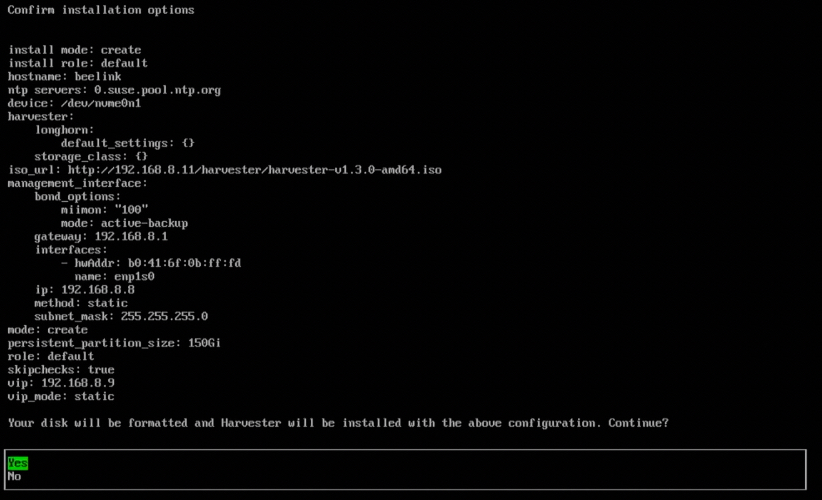 Confirm installation options
install mode: create
install role: default
hostname: beelink
ntp servers: 0.suse.pool.ntp.org
device: /dev/nvme0n1
harvester:
longhorn:
default_settings: {}
storage_class: {}
iso_url: http://192.168.8.11/harvester/harvester-v1.3.0-amd64.iso
management_interface:
bond_options:
miimon: "100"
mode: active-backup
gateway: 192.168.8.1
interfaces:
- hwAddr: b0:41:6f:0b:ff:fd
name: enp1s0
ip: 192.168.8.8
method: static
subnet_mask: 255.255.255.0
mode: create
persistent_partition_size: 150Gi
role: default
skipchecks: true
vip: 192.168.8.9
vip_mode: static
Your disk will be formatted and Harvester will be installed with the above configuration. Continue?
Yes
No